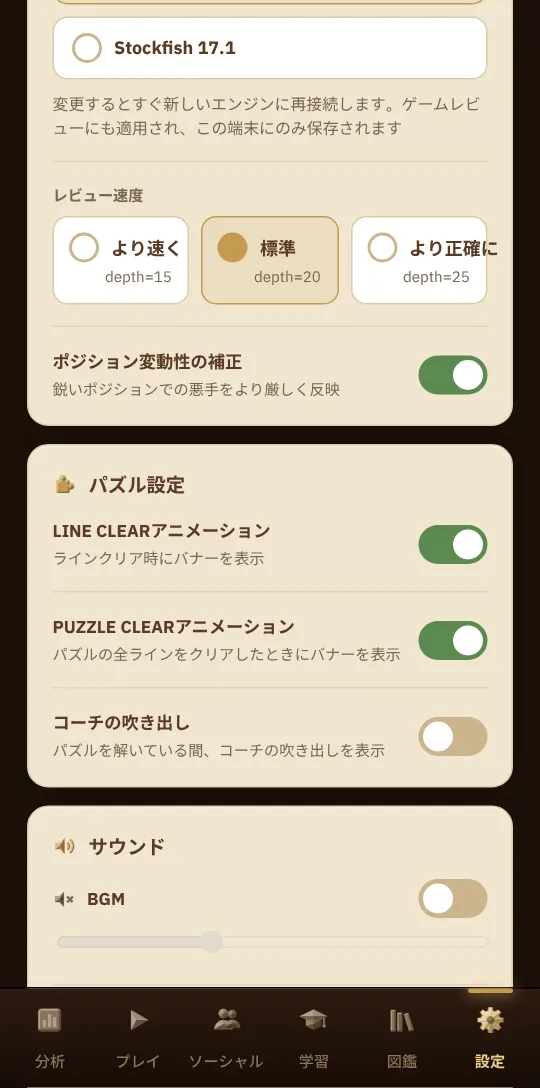 Stockfish 17.1
変更するとすぐ新しいエンジンに再接続します。ゲームレビ
ューにも適用され、この端末にのみ保存されます
レビュー速度
より速く
depth=15
標準
depth=20
より正確に
depth=25
ポジション変動性の補正
鋭いポジションでの悪手をより厳しく反映
パズル設定
LINE CLEARアニメーション
ラインクリア時にバナーを表示
PUZZLE CLEARアニメーション
パズルの全ラインをクリアしたときにバナーを表示
コーチの吹き出し
パズルを解いている間、コーチの吹き出しを表示
サウンド
BGM
分析
プレイ
ソーシャル
学習
図鑑
設定